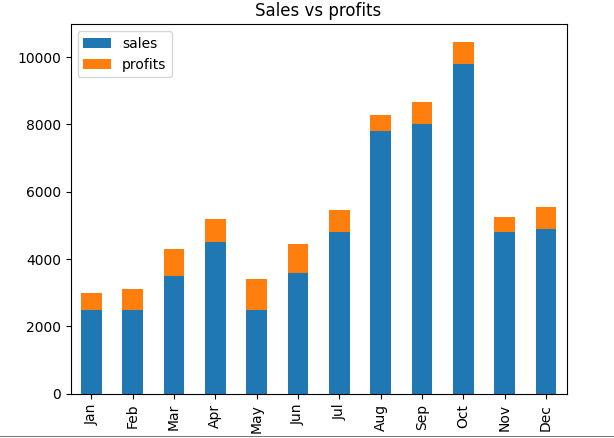 Sales vs profits
sales
profits
10000
8000
6000
4000
2000
0
Jan Feb Mar Apr May Jun Jul Aug Sep Oct Nov Dec